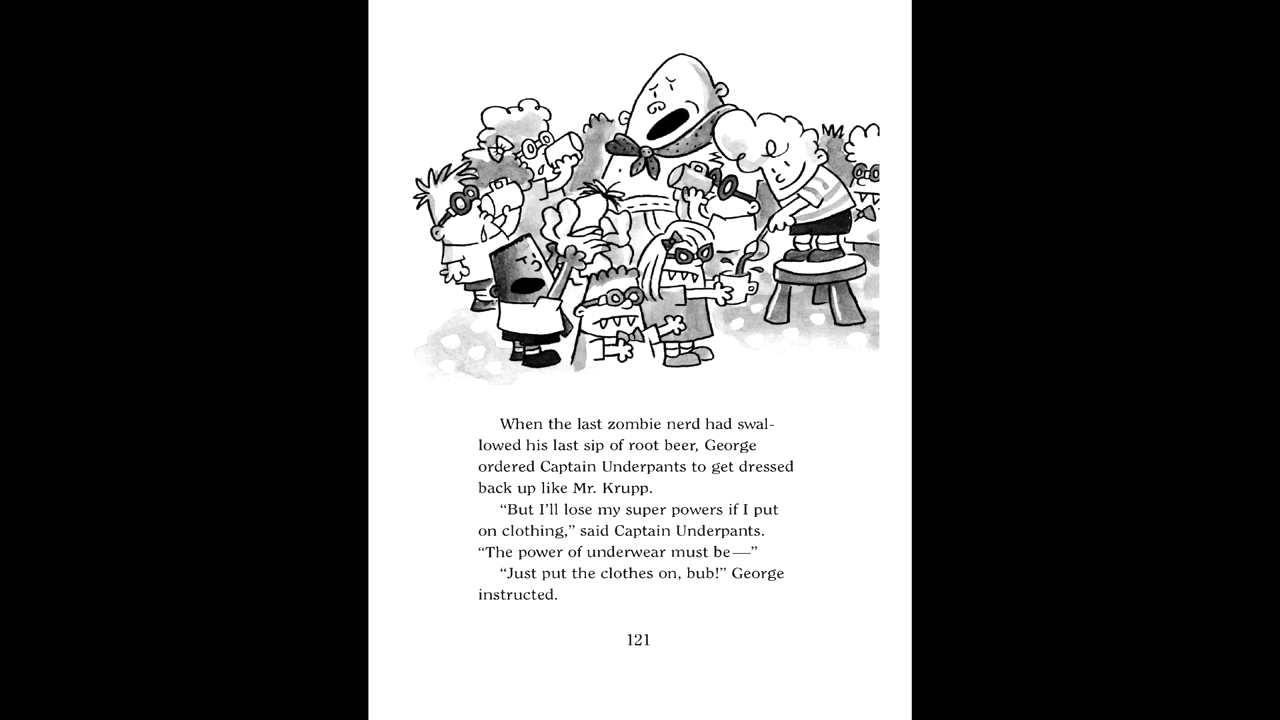 When the last zombie nerd had swal-
lowed his last sip of root beer, George
ordered Captain Underpants to get dressed
back up like Mr. Krupp.
“But I’ll lose my super powers if I put
on clothing,” said Captain Underpants.
“The power of underwear must be—”
“Just put the clothes on, bub!” George
instructed.
121